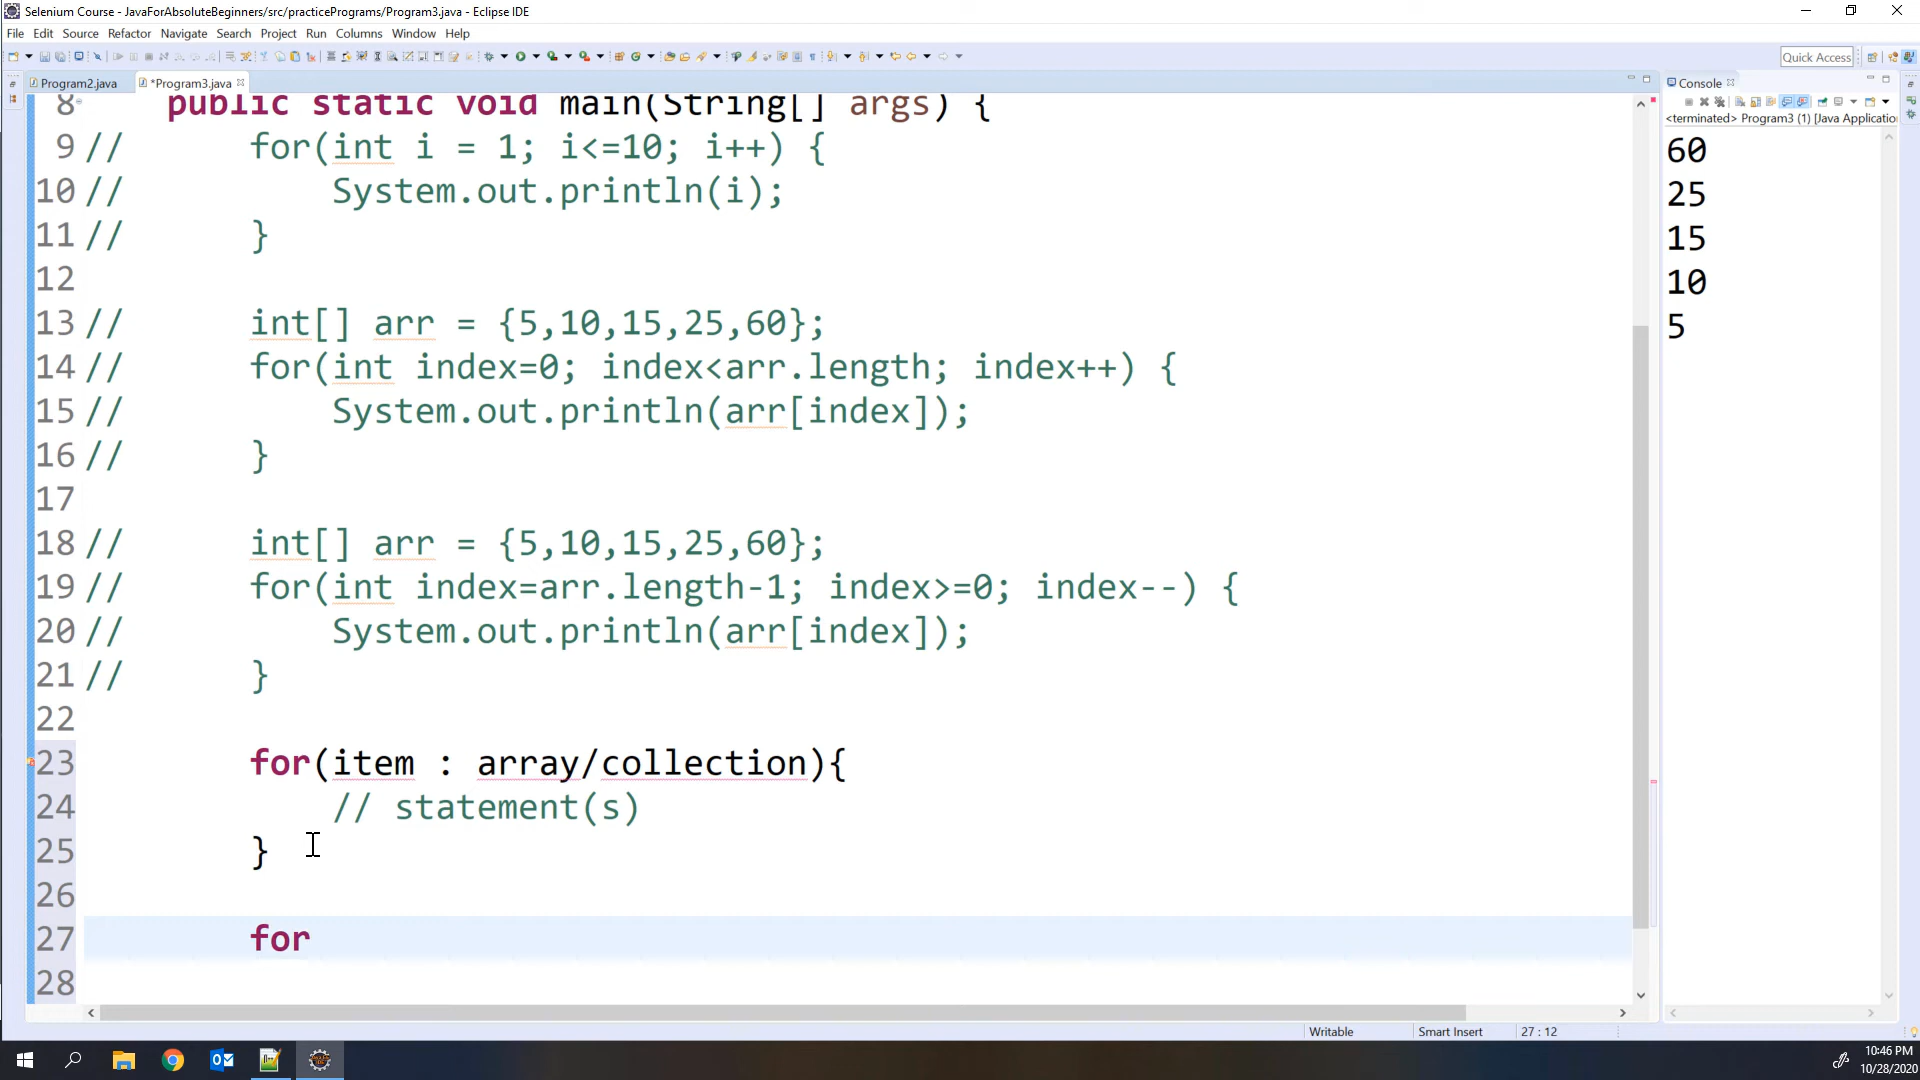 Selenium Course - JavaForAbsoluteBeginners/src/practicePrograms/Program3.java - Eclipse IDE
File Edit Source Refactor Navigate Search Project Run Columns Window Help
Quick Access
Program2.java *Program3.java
8 public static void main(String[] args) {
9 // for(int i = 1; i<=10; i++) {
10 // System.out.println(i);
11 // }
12
13 // int[] arr = {5,10,15,25,60};
14 // for(int index=0; index<arr.length; index++) {
15 // System.out.println(arr[index]);
16 // }
17
18 // int[] arr = {5,10,15,25,60};
19 // for(int index=arr.length-1; index>=0; index--) {
20 // System.out.println(arr[index]);
21 // }
22
23 for(item : array/collection){
24 // statement(s)
25 }
26
27 for
28
Console
<terminated> Program3 (1) [Java Applicatio
60
25
15
10
5
Writable Smart Insert 27 : 12
10:46 PM
10/28/2020